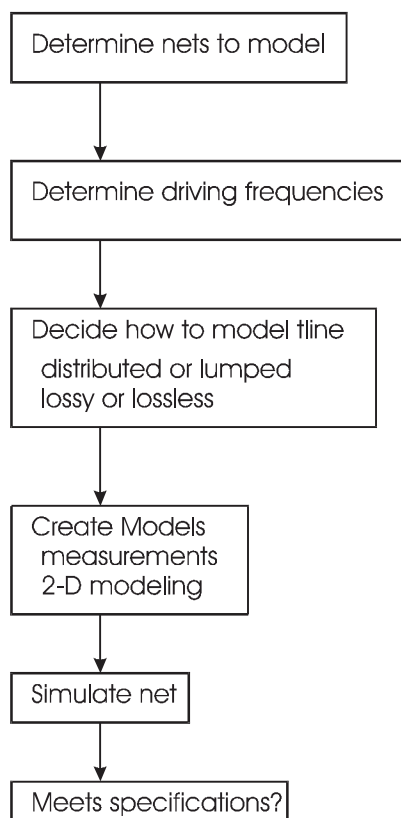 Determine nets to model
Determine driving frequencies
Decide how to model tline
distributed or lumped
lossy or lossless
Create Models
measurements
2-D modeling
Simulate net
Meets specifications?